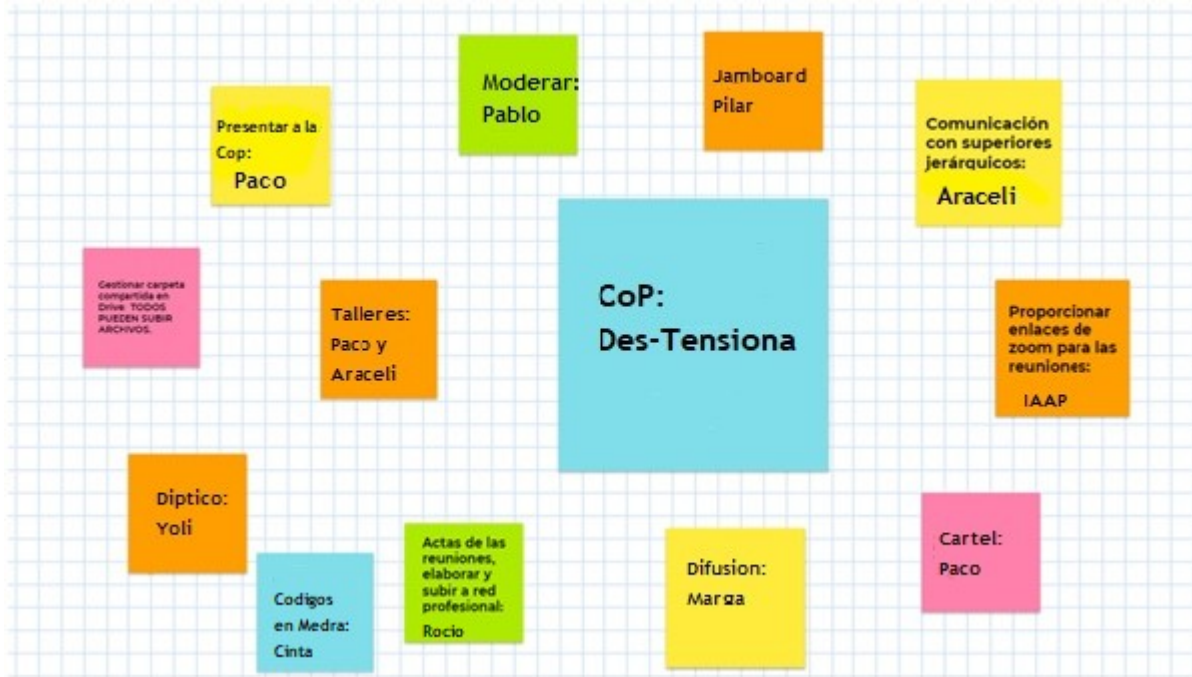 Moderar:
Pablo
Jamboard
Pilar
Presentar a la
Cop:
Paco
Comunicación
con superiores
jerárquicos:
Araceli
Gestionar carpeta
compartida en
Drive TODOS
PUEDEN SUBIR
ARCHIVOS.
Talleres:
Paco y
Araceli
CoP:
Des-Tensiona
Proporcionar
enlaces de
zoom para las
reuniones:
IAAP
Diptico:
Yoli
Codigos
en Medra:
Cinta
Actas de las
reuniones,
elaborar y
subir a red
profesional:
Rocio
Difusion:
Marga
Cartel:
Paco